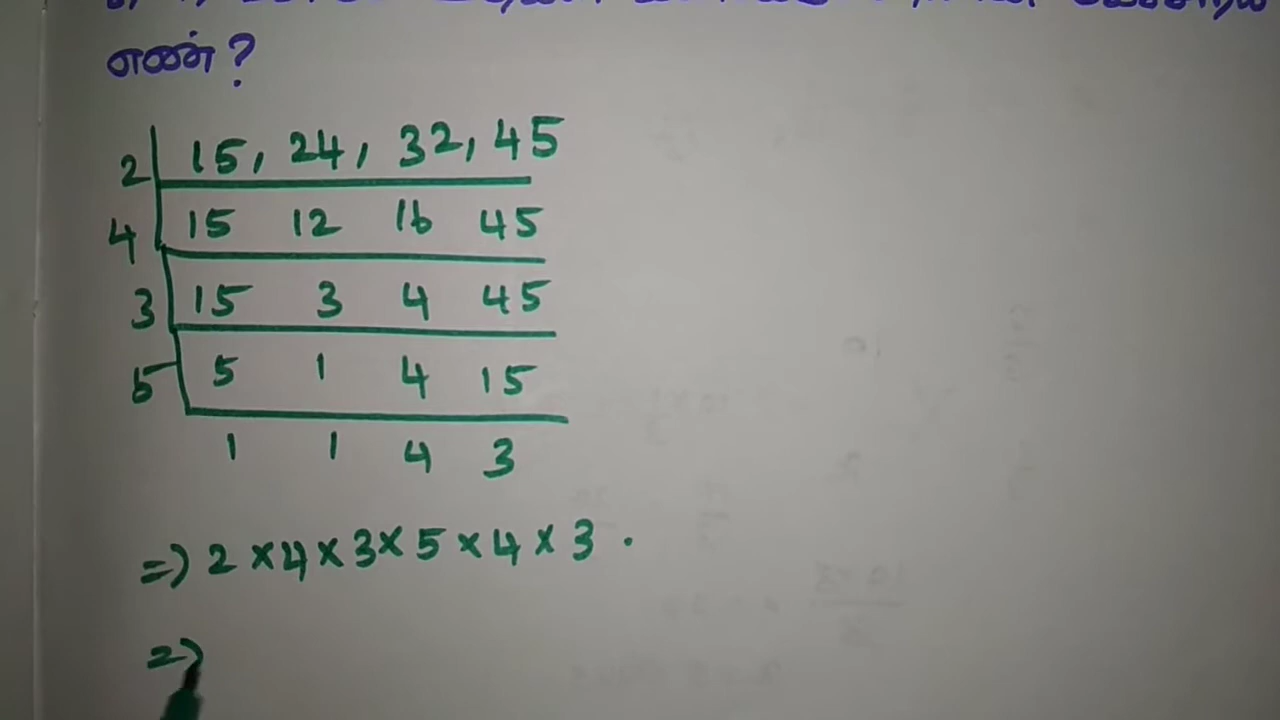 எண்?
2 | 15, 24, 32, 45
4 | 15 12 16 45
3 | 15 3 4 45
5 | 5 1 4 15
1 1 4 3
=> 2 × 4 × 3 × 5 × 4 × 3 .
=>